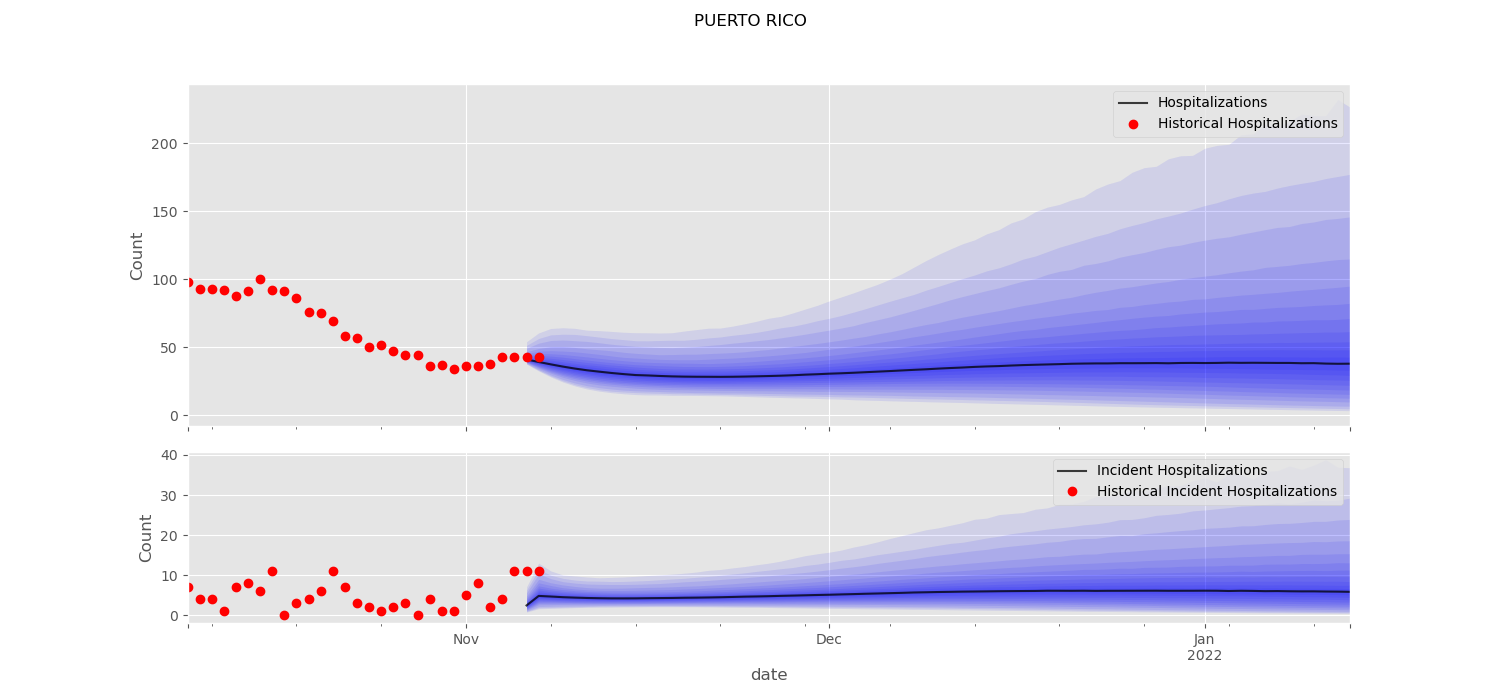 PUERTO RICO
Hospitalizations
Historical Hospitalizations
200
150
100
50
0
Count
Incident Hospitalizations
Historical Incident Hospitalizations
40
30
20
10
0
Count
Nov
Dec
Jan
2022
date